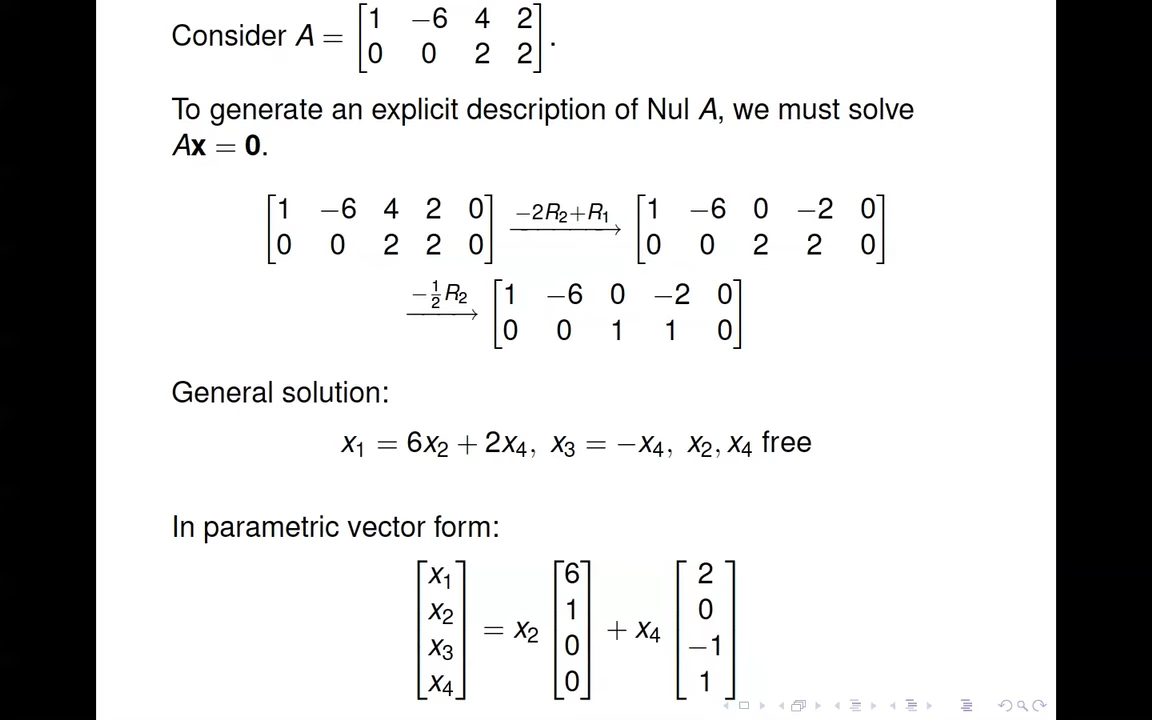 Consider A = [1 −6 4 2
0 0 2 2].
To generate an explicit description of Nul A, we must solve
Ax = 0.
[1 −6 4 2 0 −2R₂+R₁ [1 −6 0 −2 0
0 0 2 2 0] 0 0 2 2 0]
−½R₂ [1 −6 0 −2 0
0 0 1 1 0]
General solution:
x₁ = 6x₂ + 2x₄, x₃ = −x₄, x₂, x₄ free
In parametric vector form:
[x₁ [6 [2
x₂ 1 0
= x₂ + x₄
x₃ 0 −1
x₄] 0] 1]